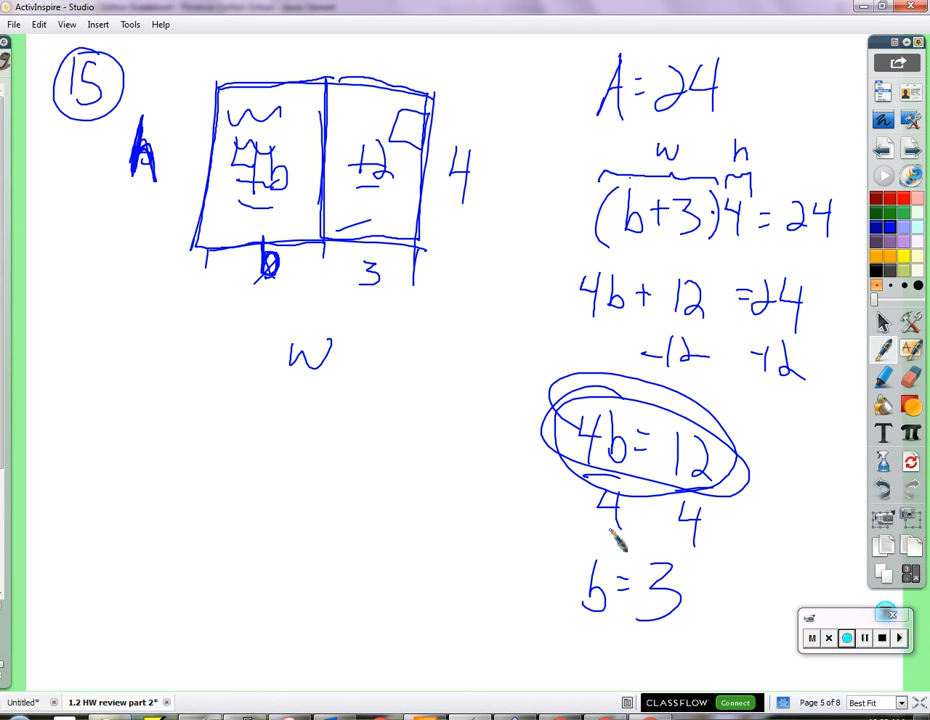 ActivInspire - Studio
File Edit View Insert Tools Help
15
A=24
h
4b
12
4
b
3
w
w h
(b+3)·4=24
4b+12=24
-12 -12
4b=12
4 4
b=3
M
Untitled*
1.2 HW review part 2*
CLASSFLOW Connect
Page 5 of 8
Best Fit